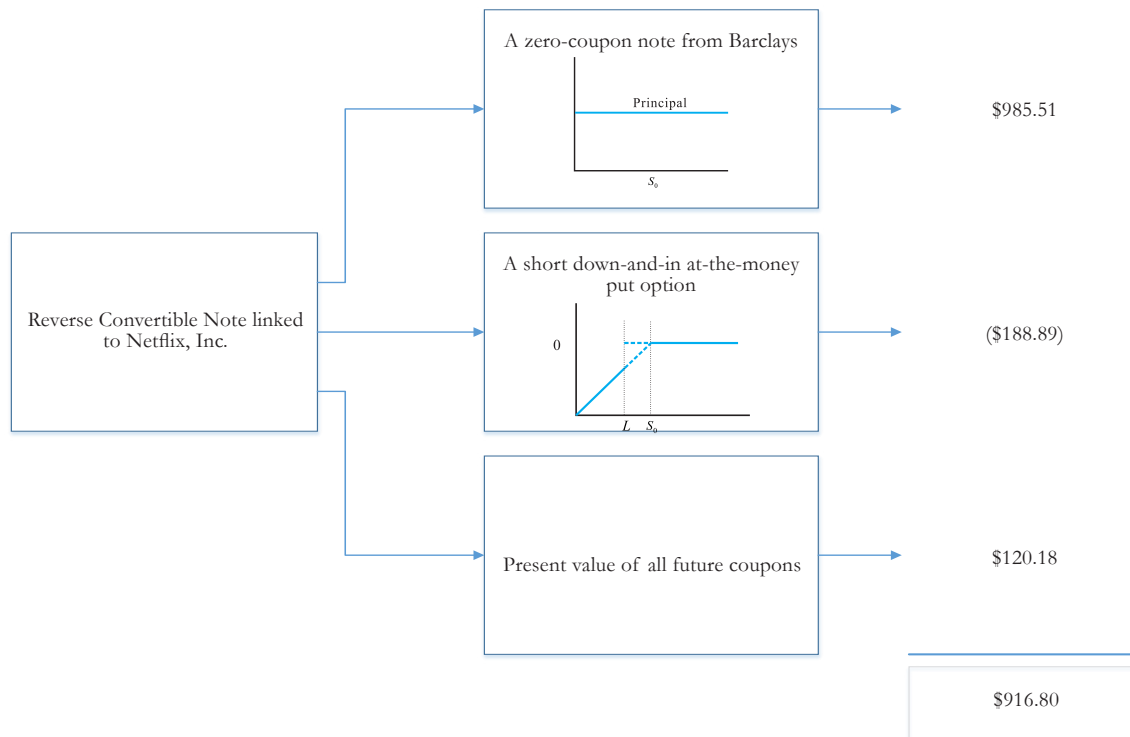 A zero-coupon note from Barclays
Principal
S₀
$985.51
Reverse Convertible Note linked
to Netflix, Inc.
A short down-and-in at-the-money
put option
0
L S₀
($188.89)
Present value of all future coupons
$120.18
$916.80